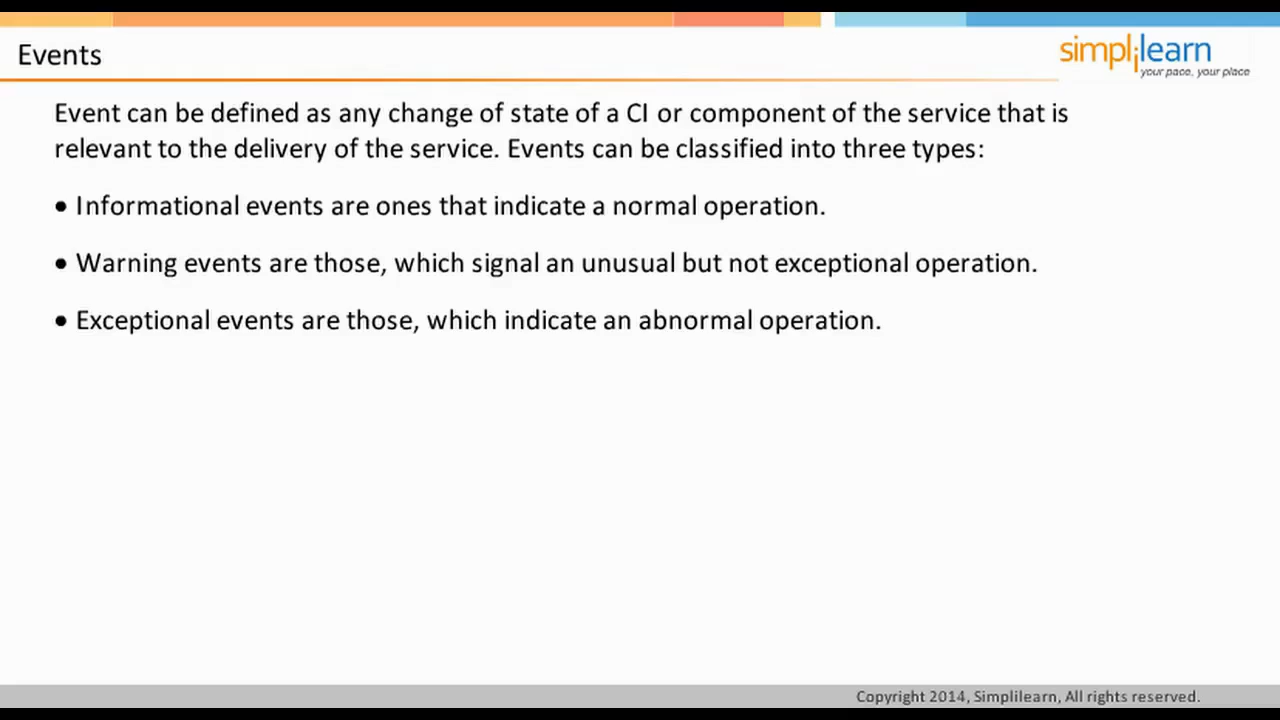 Events
simplilearn
your pace, your place
Event can be defined as any change of state of a CI or component of the service that is
relevant to the delivery of the service. Events can be classified into three types:
• Informational events are ones that indicate a normal operation.
• Warning events are those, which signal an unusual but not exceptional operation.
• Exceptional events are those, which indicate an abnormal operation.
Copyright 2014, Simplilearn, All rights reserved.